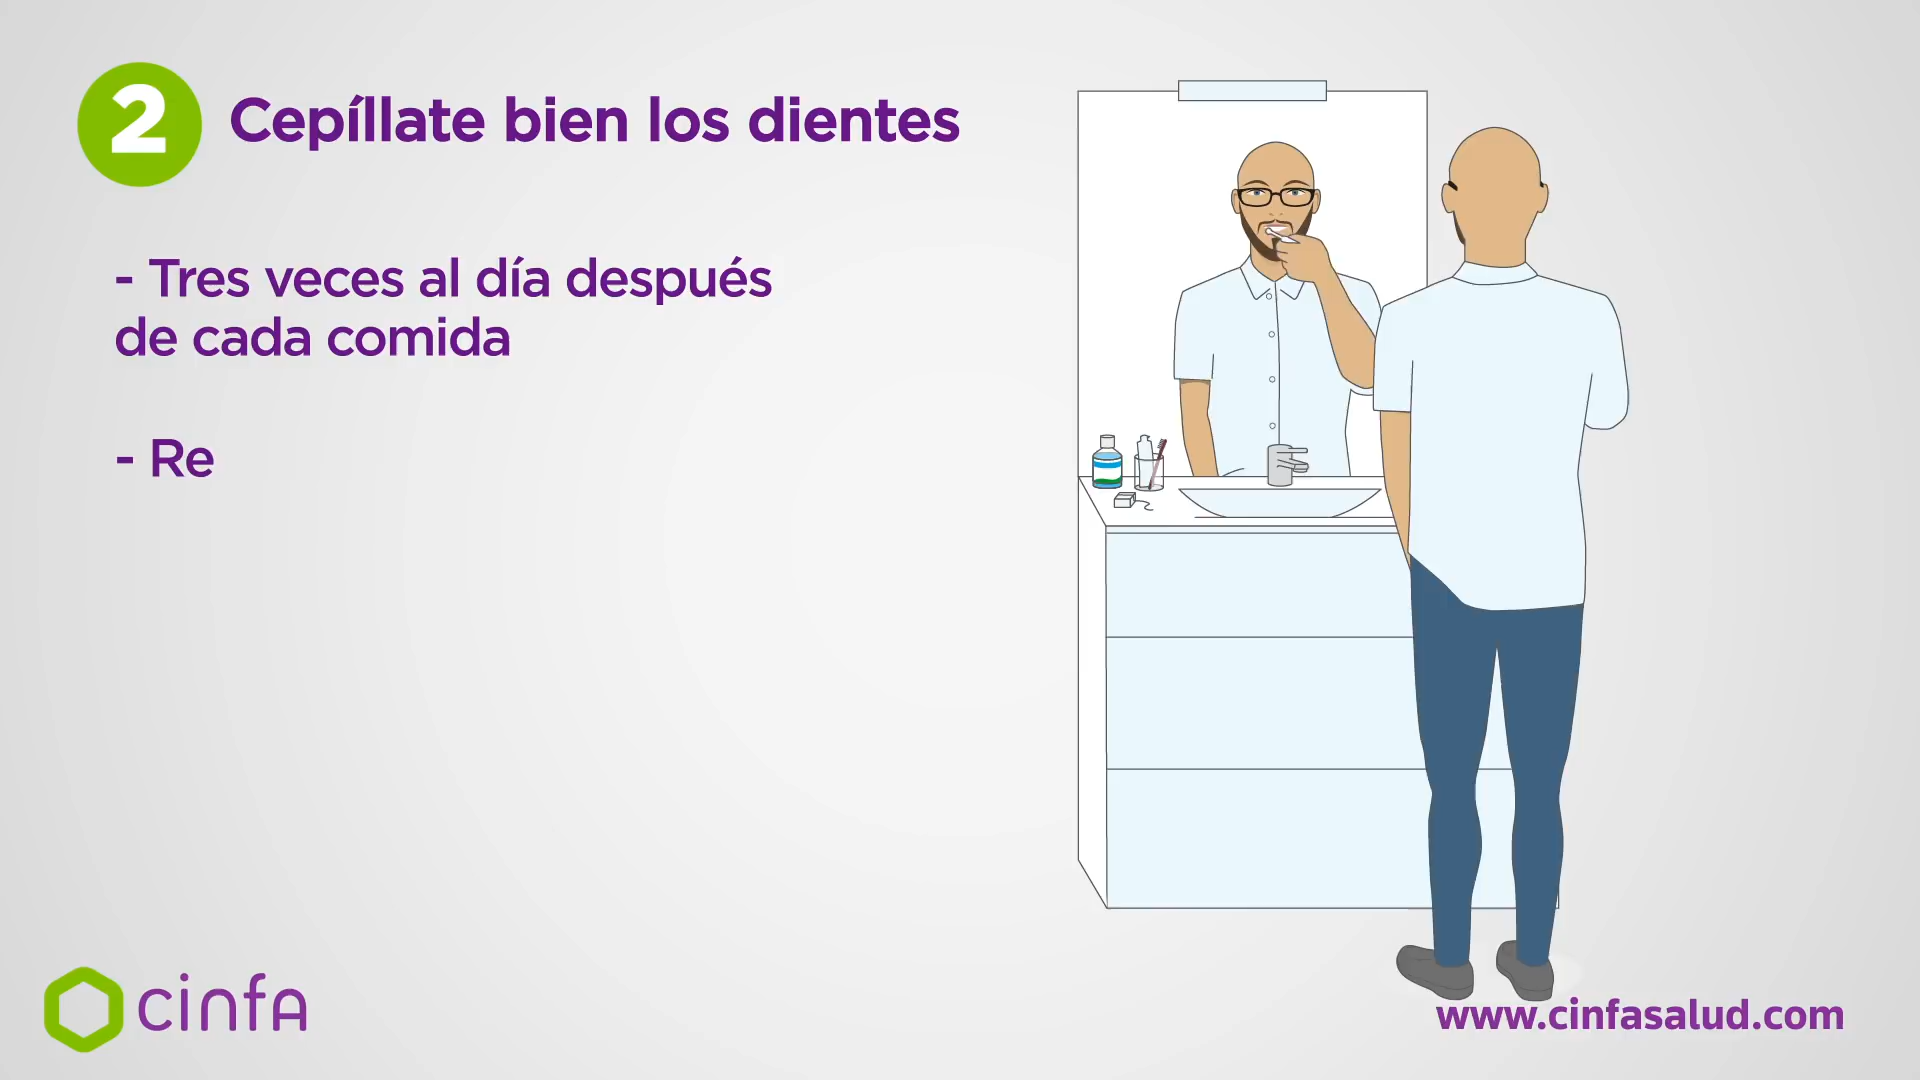 2 Cepíllate bien los dientes
- Tres veces al día después
de cada comida
- Re
cinfa
www.cinfasalud.com